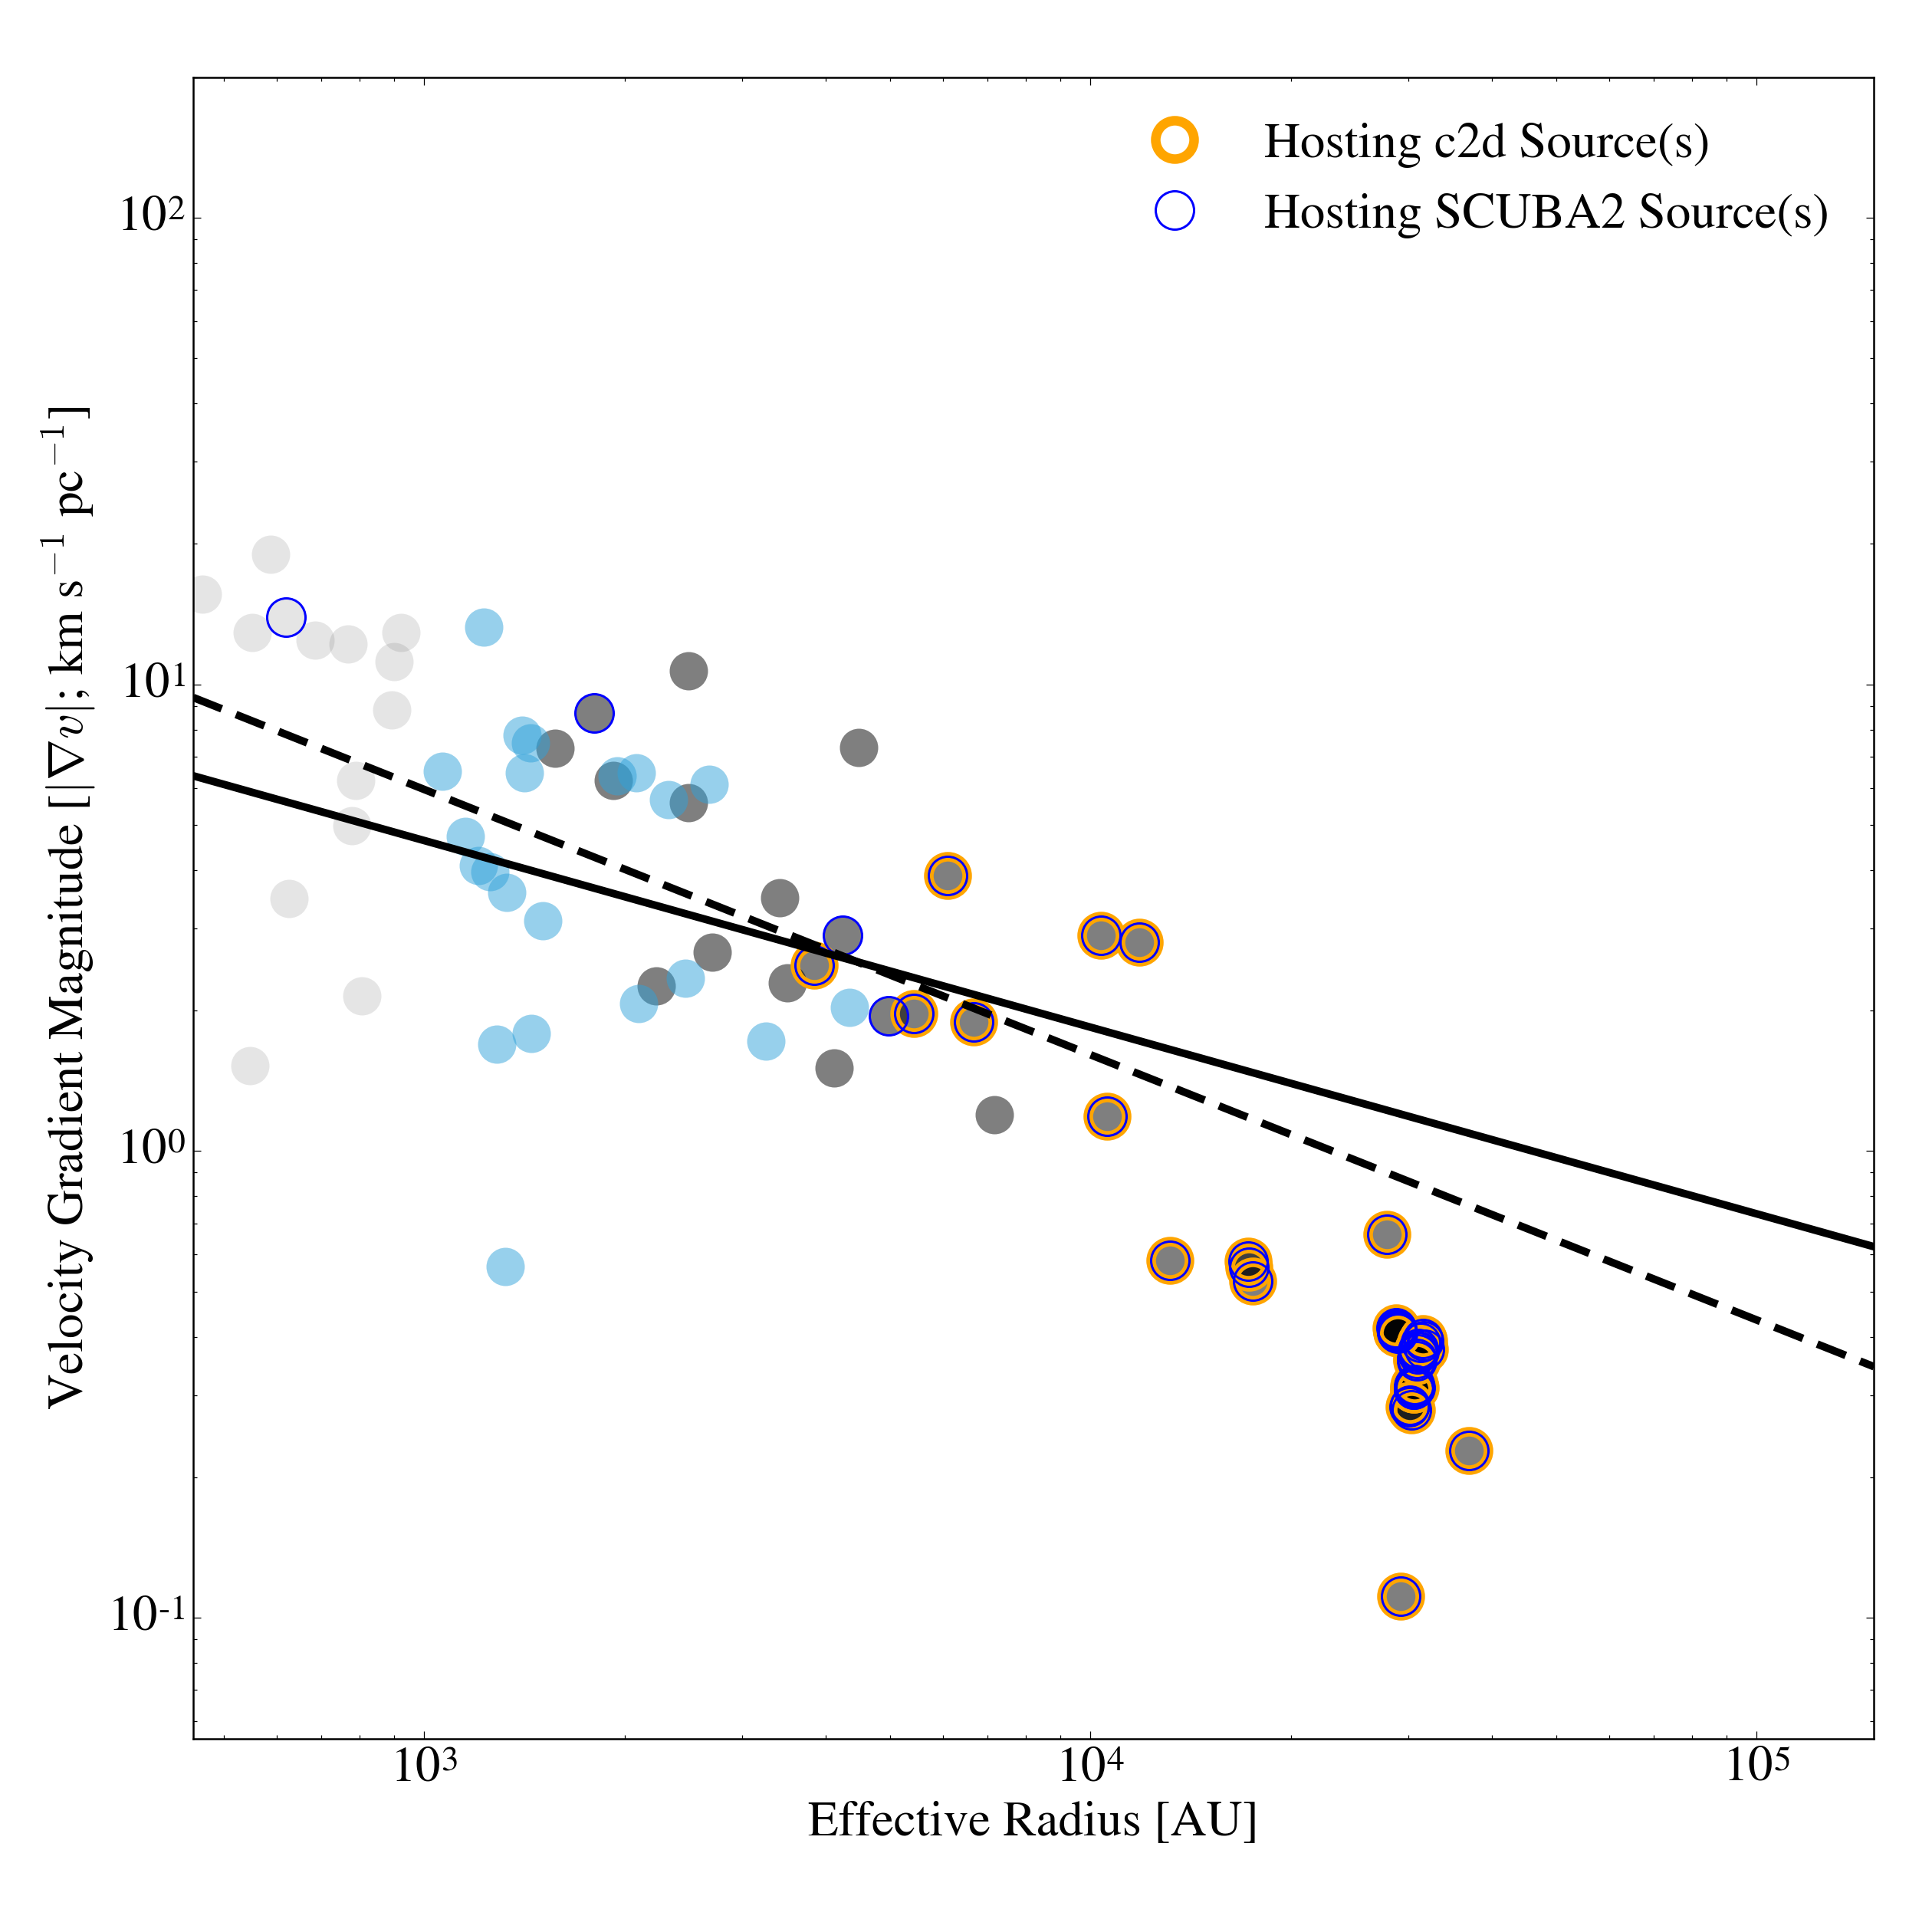 Hosting c2d Source(s)
Hosting SCUBA2 Source(s)
Velocity Gradient Magnitude [|∇v|; km s⁻¹ pc⁻¹]
10²
10¹
10⁰
10⁻¹
10³ 10⁴ 10⁵
Effective Radius [AU]